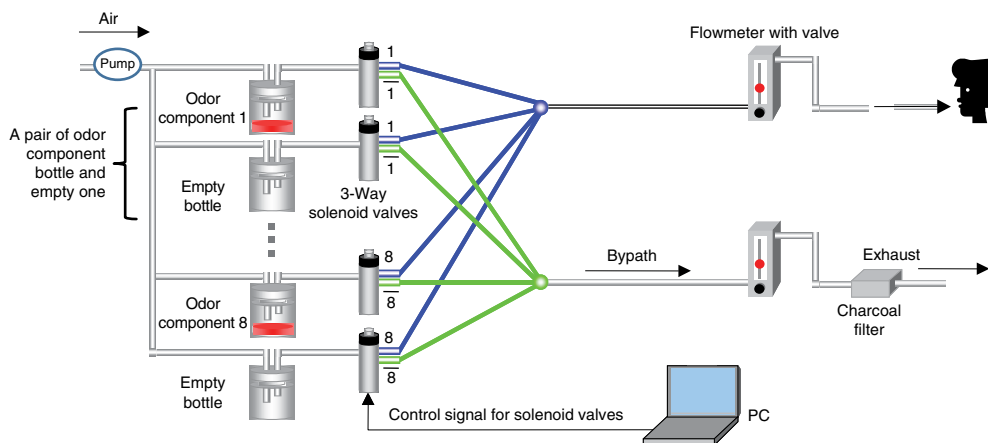 Air
Pump
Flowmeter with valve
1
1
Odor
component 1
A pair of odor
component
bottle and
empty one
1
1
Empty
bottle
3-Way
solenoid valves
8
8
Bypath
Exhaust
Odor
component 8
Charcoal
filter
8
8
Empty
bottle
Control signal for solenoid valves
PC